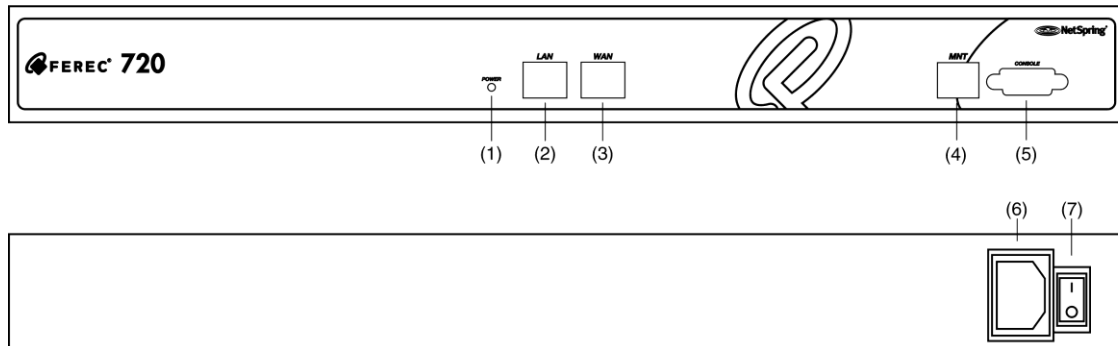 FEREC® 720
NetSpring®
POWER
LAN
WAN
MNT
CONSOLE
(1)
(2)
(3)
(4)
(5)
(6)
(7)